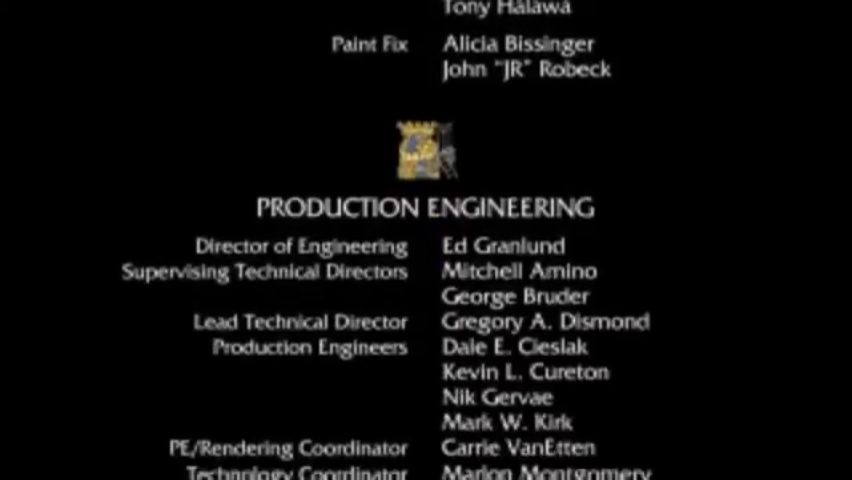 Tony Halawa
Paint Fix Alicia Bissinger
John "JR" Robeck
PRODUCTION ENGINEERING
Director of Engineering Ed Granlund
Supervising Technical Directors Mitchell Amino
George Bruder
Lead Technical Director Gregory A. Dismond
Production Engineers Dale E. Cieslak
Kevin L. Cureton
Nik Gervae
Mark W. Kirk
PE/Rendering Coordinator Carrie VanEtten
Technology Coordinator Marlon Montgomery